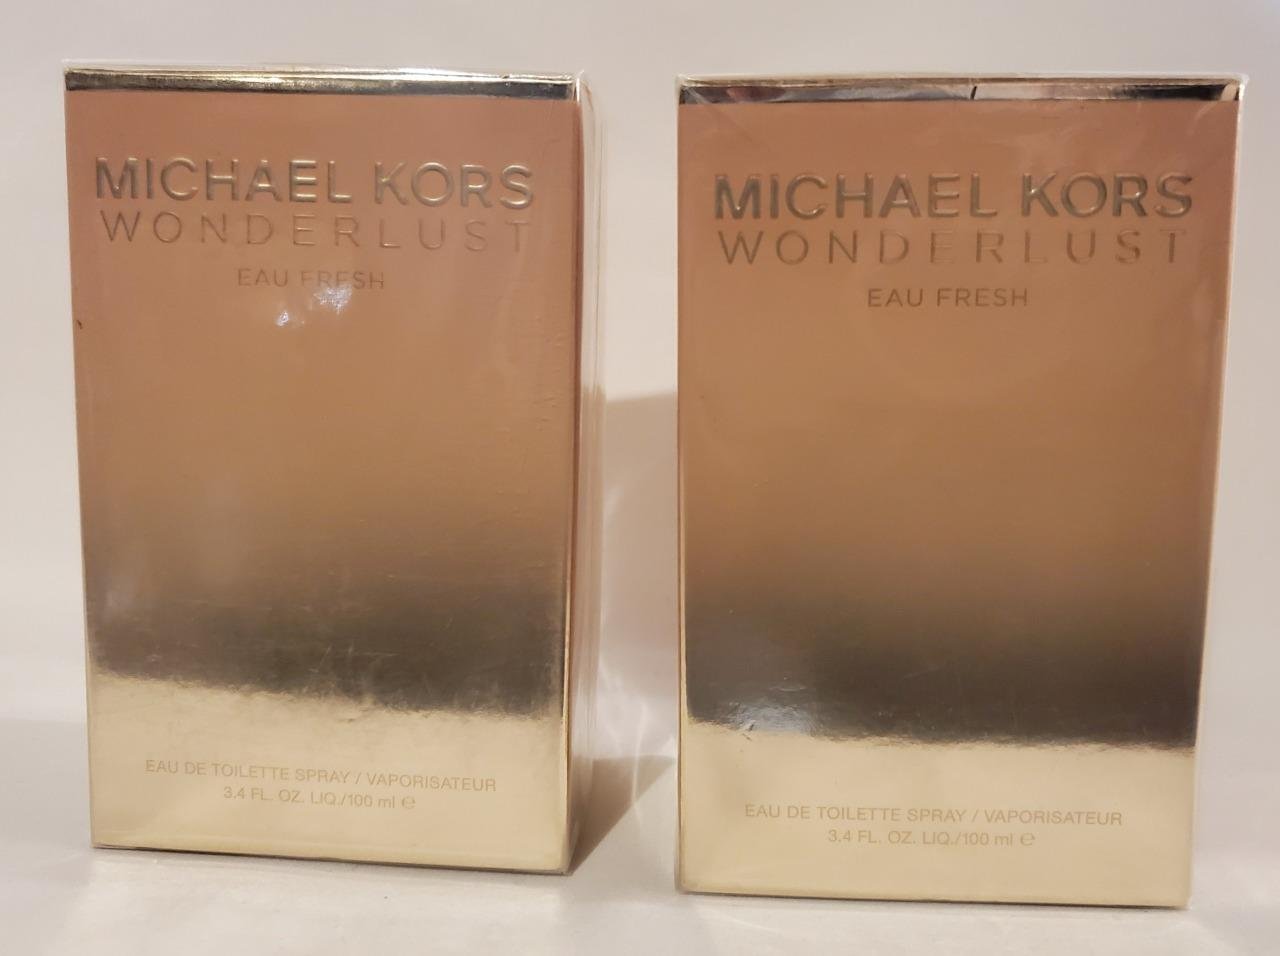 MICHAEL KORS
WONDERLUST
EAU FRESH
EAU DE TOILETTE SPRAY / VAPORISATEUR
3.4 FL. OZ. LIQ./100 ml ℮
MICHAEL KORS
WONDERLUST
EAU FRESH
EAU DE TOILETTE SPRAY / VAPORISATEUR
3.4 FL. OZ. LIQ./100 ml ℮